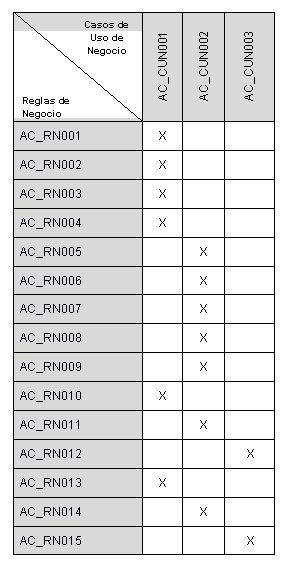 Casos de
Uso de
Negocio
Reglas de
Negocio
AC_CUN001
AC_CUN002
AC_CUN003
AC_RN001 X
AC_RN002 X
AC_RN003 X
AC_RN004 X
AC_RN005 X
AC_RN006 X
AC_RN007 X
AC_RN008 X
AC_RN009 X
AC_RN010 X
AC_RN011 X
AC_RN012 X
AC_RN013 X
AC_RN014 X
AC_RN015 X